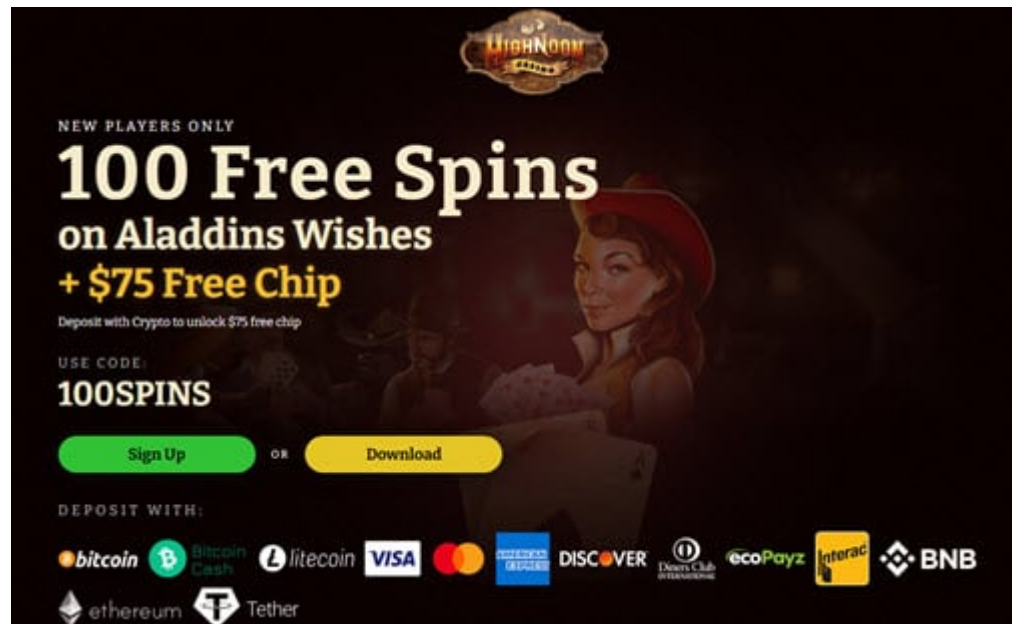 HIGHNOON
CASINO
NEW PLAYERS ONLY
100 Free Spins
on Aladdins Wishes
+ $75 Free Chip
Deposit with Crypto to unlock $75 free chip
USE CODE:
100SPINS
Sign Up OR Download
DEPOSIT WITH:
bitcoin Bitcoin Cash litecoin VISA AMERICAN EXPRESS DISCOVER Diners Club INTERNATIONAL ecoPayz Interac BNB
ethereum Tether